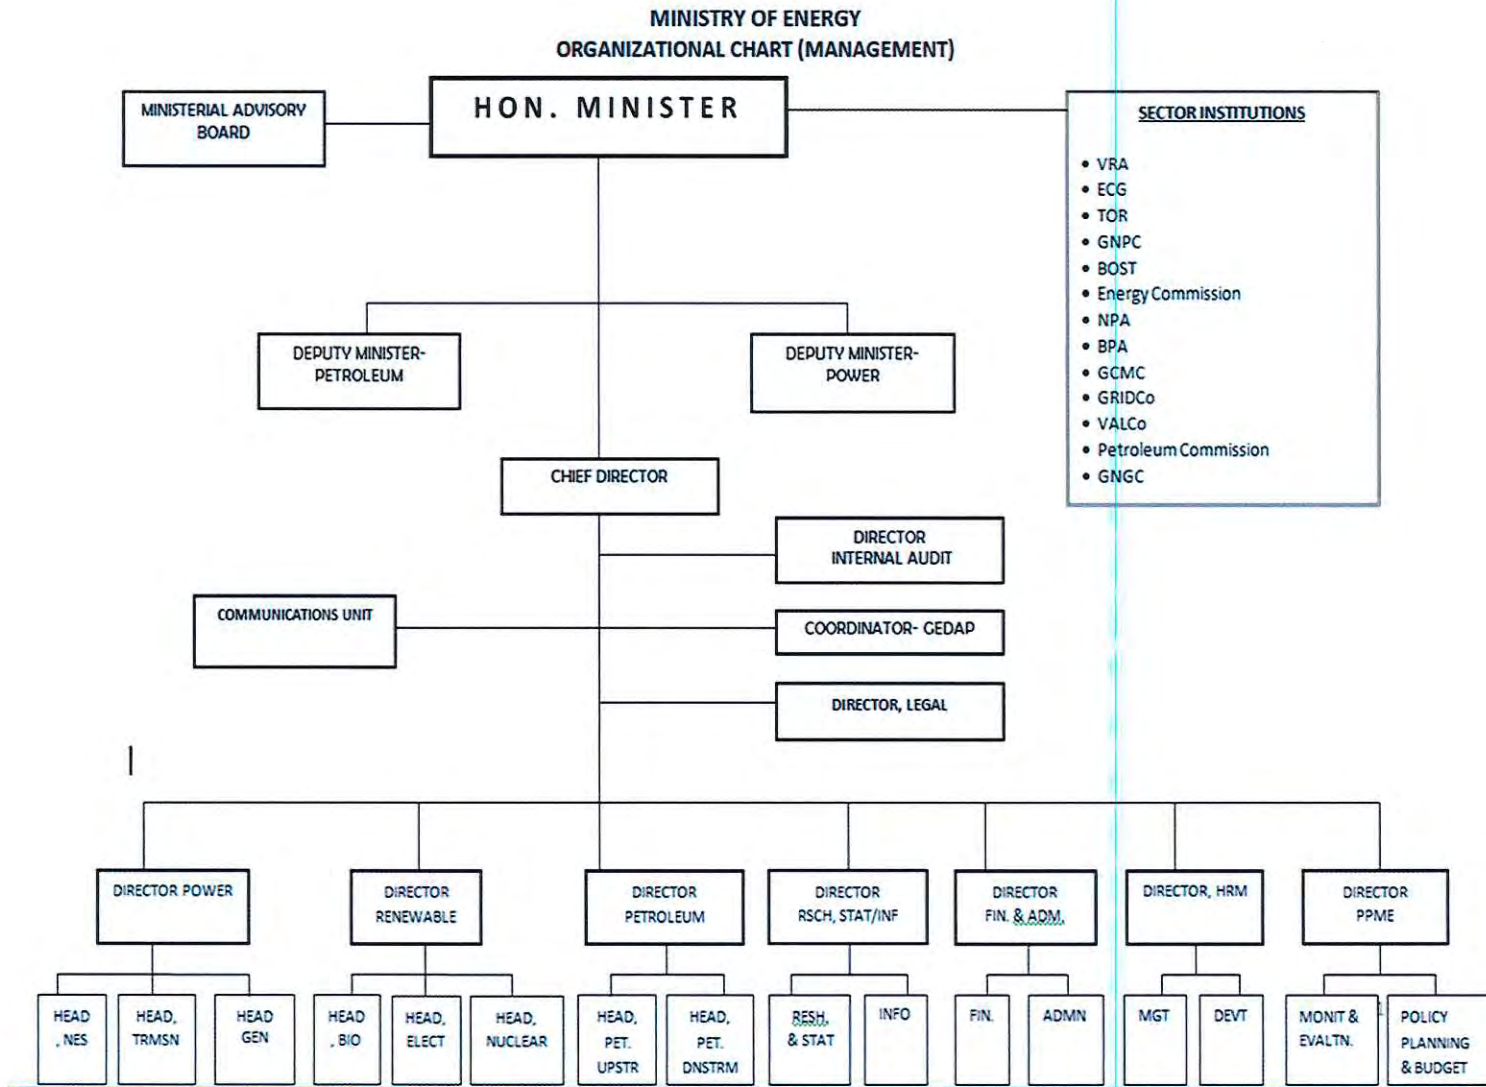 MINISTRY OF ENERGY
ORGANIZATIONAL CHART (MANAGEMENT)
MINISTERIAL ADVISORY
BOARD
HON. MINISTER
SECTOR INSTITUTIONS
• VRA
• ECG
• TOR
• GNPC
• BOST
• Energy Commission
• NPA
• BPA
• GCMC
• GRIDCo
• VALCo
• Petroleum Commission
• GNGC
DEPUTY MINISTER-
PETROLEUM
DEPUTY MINISTER-
POWER
CHIEF DIRECTOR
DIRECTOR
INTERNAL AUDIT
COMMUNICATIONS UNIT
COORDINATOR- GEDAP
DIRECTOR, LEGAL
DIRECTOR POWER
DIRECTOR
RENEWABLE
DIRECTOR
PETROLEUM
DIRECTOR
RSCH, STAT/INF
DIRECTOR
FIN. & ADM,
DIRECTOR, HRM
DIRECTOR
PPME
HEAD
, NES
HEAD,
TRMSN
HEAD
GEN
HEAD
, BIO
HEAD,
ELECT
HEAD,
NUCLEAR
HEAD,
PET.
UPSTR
HEAD,
PET.
DNSTRM
RESH,
& STAT
INFO
FIN.
ADMN
MGT
DEVT
MONIT &
EVALTN.
1
POLICY
PLANNING
& BUDGET